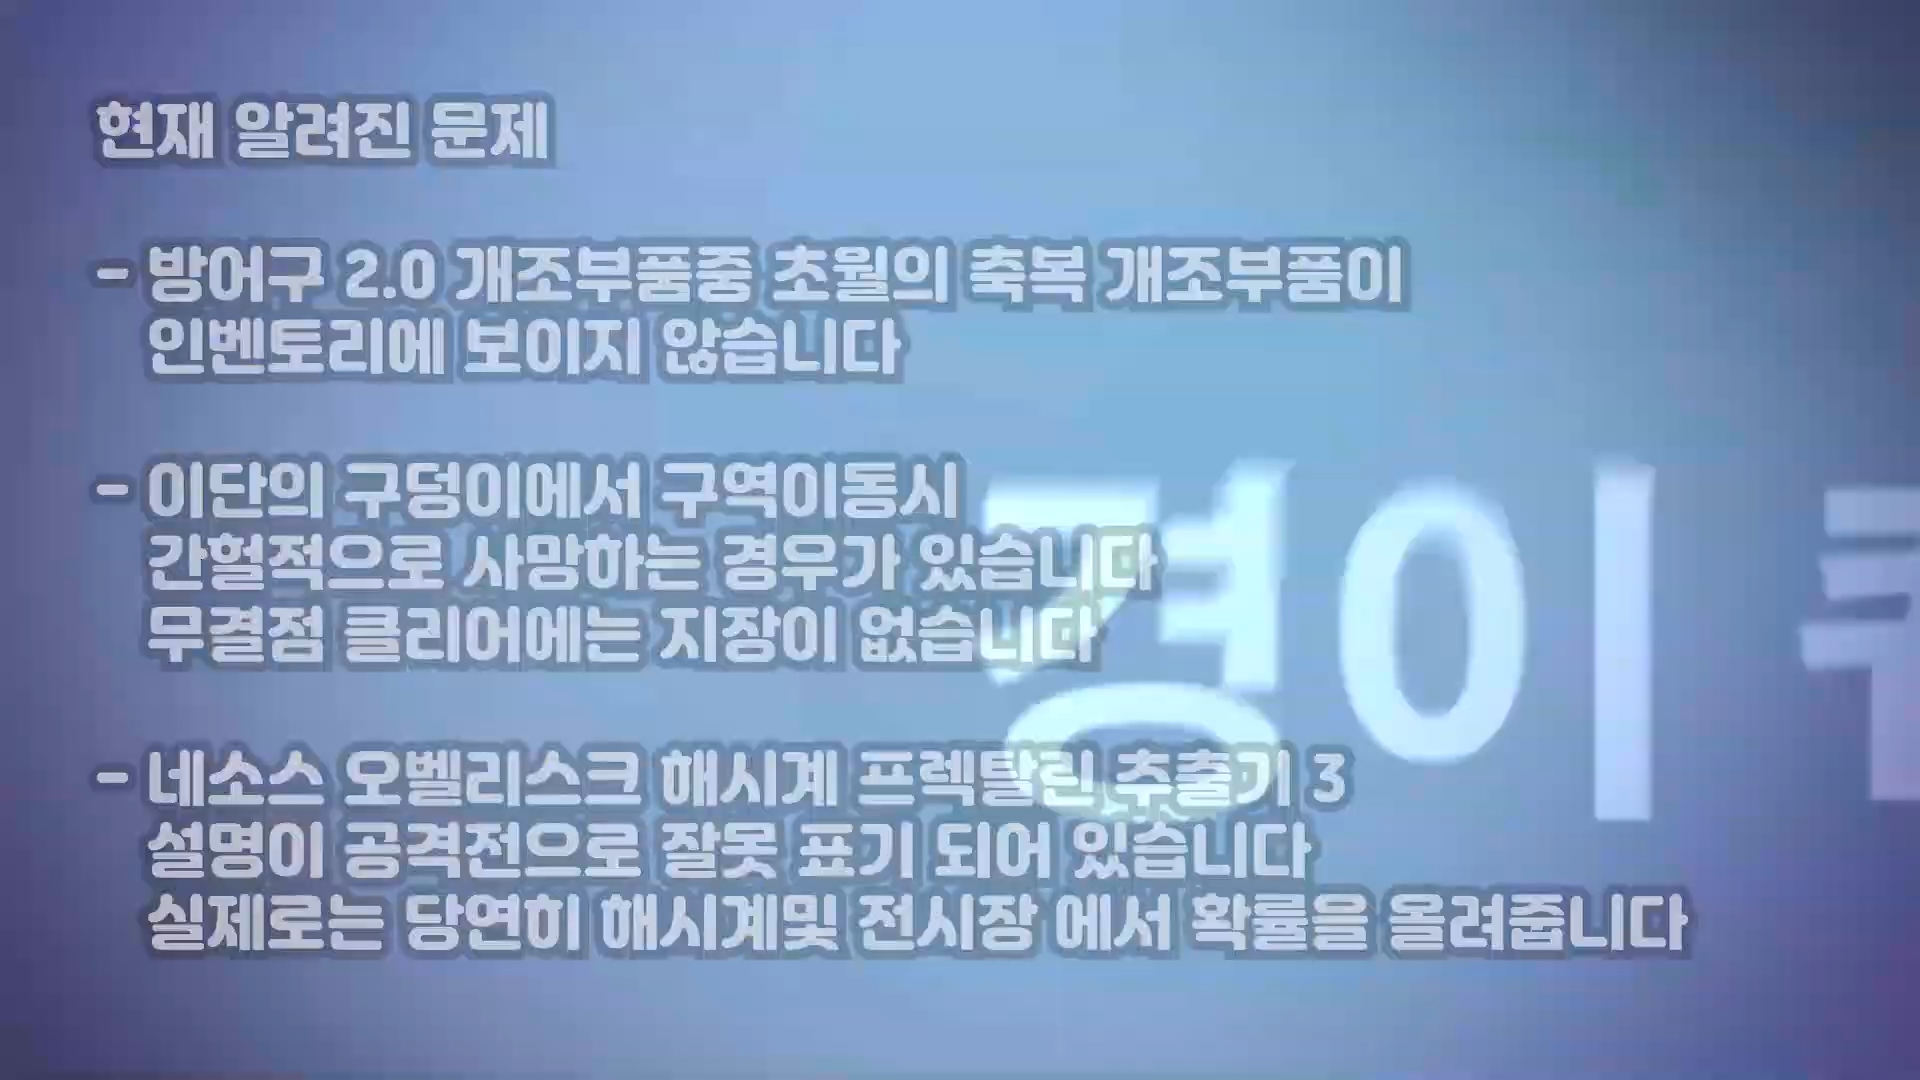 현재 알려진 문제
- 방어구 2.0 개조부품중 초월의 축복 개조부품이
인벤토리에 보이지 않습니다
- 이단의 구덩이에서 구역이동시
간헐적으로 사망하는 경우가 있습니다
무결점 클리어에는 지장이 없습니다
- 네소스 오벨리스크 해시계 프렉탈린 추출기 3
설명이 공격전으로 잘못 표기 되어 있습니다
실제로는 당연히 해시계및 전시장 에서 확률을 올려줍니다
경이